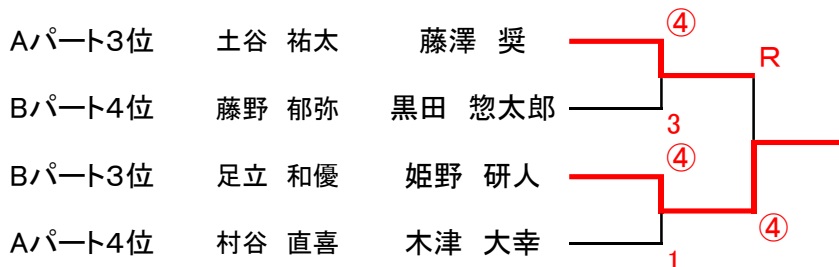 ④
Aパート3位 土谷 祐太 藤澤 奨
R
Bパート4位 藤野 郁弥 黒田 惣太郎
3
④
Bパート3位 足立 和優 姫野 研人
④
Aパート4位 村谷 直喜 木津 大幸
1